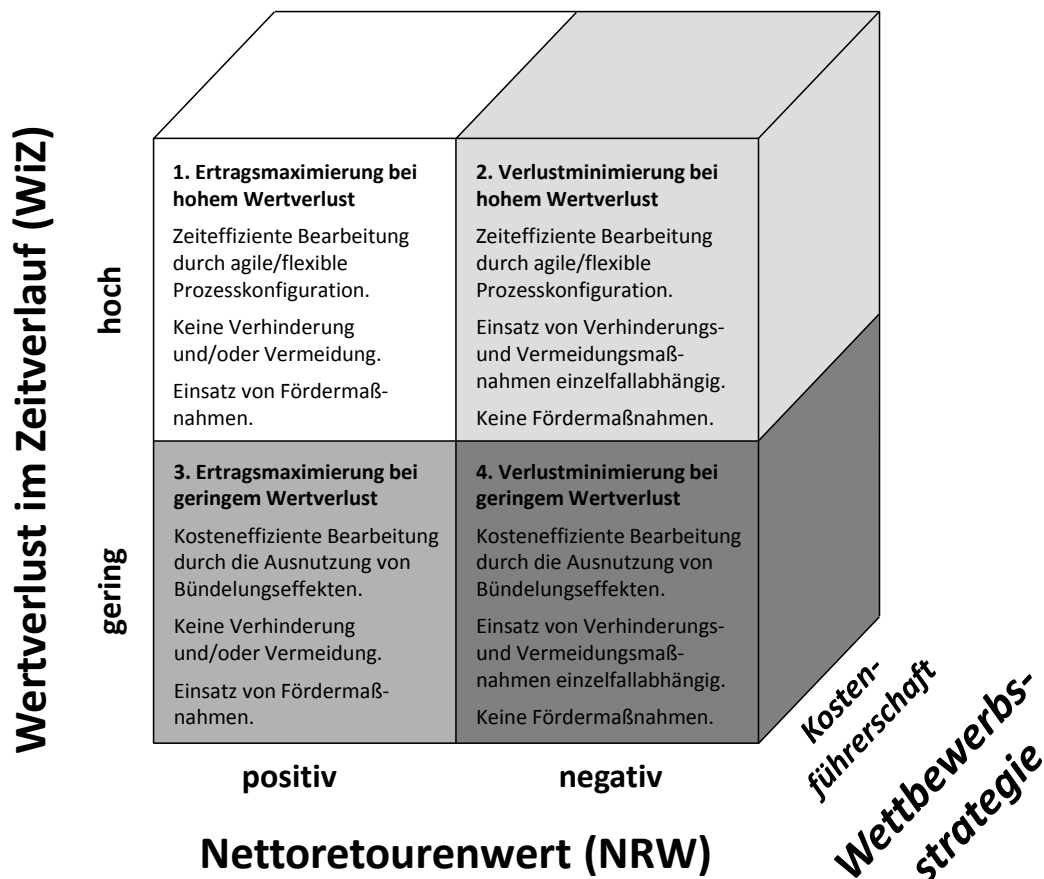 Wertverlust im Zeitverlauf (WiZ)
hoch
gering
1. Ertragsmaximierung bei
hohem Wertverlust
Zeiteffiziente Bearbeitung
durch agile/flexible
Prozesskonfiguration.
Keine Verhinderung
und/oder Vermeidung.
Einsatz von Fördermaß-
nahmen.
2. Verlustminimierung bei
hohem Wertverlust
Zeiteffiziente Bearbeitung
durch agile/flexible
Prozesskonfiguration.
Einsatz von Verhinderungs-
und Vermeidungsmaß-
nahmen einzelfallabhängig.
Keine Fördermaßnahmen.
3. Ertragsmaximierung bei
geringem Wertverlust
Kosteneffiziente Bearbeitung
durch die Ausnutzung von
Bündelungseffekten.
Keine Verhinderung
und/oder Vermeidung.
Einsatz von Fördermaß-
nahmen.
4. Verlustminimierung bei
geringem Wertverlust
Kosteneffiziente Bearbeitung
durch die Ausnutzung von
Bündelungseffekten.
Einsatz von Verhinderungs-
und Vermeidungsmaß-
nahmen einzelfallabhängig.
Keine Fördermaßnahmen.
positiv
negativ
Nettoretourenwert (NRW)
Kosten-
führerschaft
Wettbewerbs-
strategie